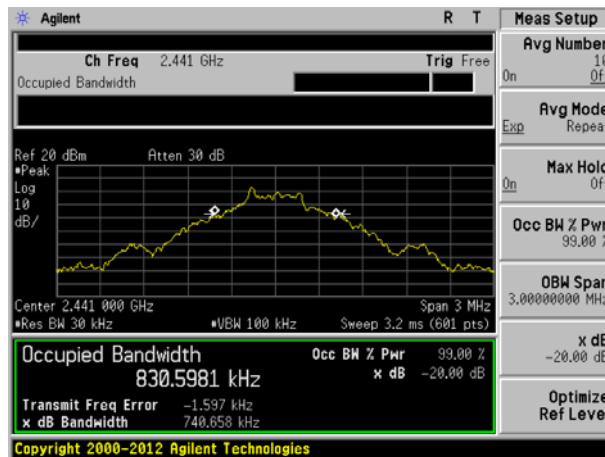 Agilent R T Meas Setup
Avg Number
10
On Off
Ch Freq 2.441 GHz Trig Free
Occupied Bandwidth
Avg Mode
Exp Repeat
Ref 20 dBm Atten 30 dB
Peak
Log
10
dB/
Max Hold
On Off
Occ BW % Pwr
99.00 %
OBW Span
3.00000000 MHz
Center 2.441 000 GHz Span 3 MHz
Res BW 30 kHz VBW 100 kHz Sweep 3.2 ms (601 pts)
x dB
-20.00 dB
Occupied Bandwidth Occ BW % Pwr 99.00 %
830.5981 kHz x dB -20.00 dB
Transmit Freq Error -1.597 kHz
x dB Bandwidth 740.658 kHz
Optimize
Ref Level
Copyright 2000-2012 Agilent Technologies